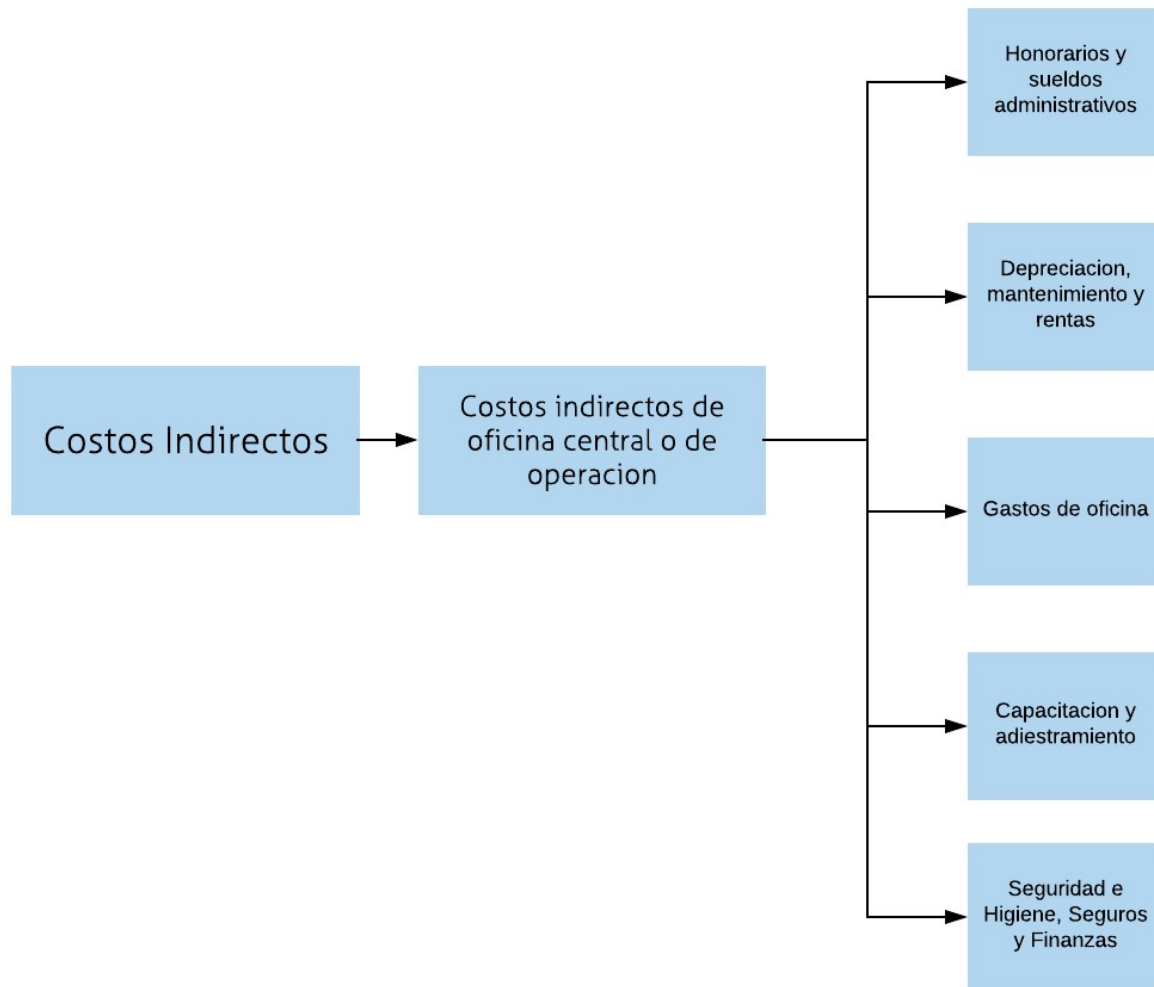 Costos Indirectos
Costos indirectos de
oficina central o de
operacion
Honorarios y
sueldos
administrativos
Depreciacion,
mantenimiento y
rentas
Gastos de oficina
Capacitacion y
adiestramiento
Seguridad e
Higiene, Seguros
y Finanzas